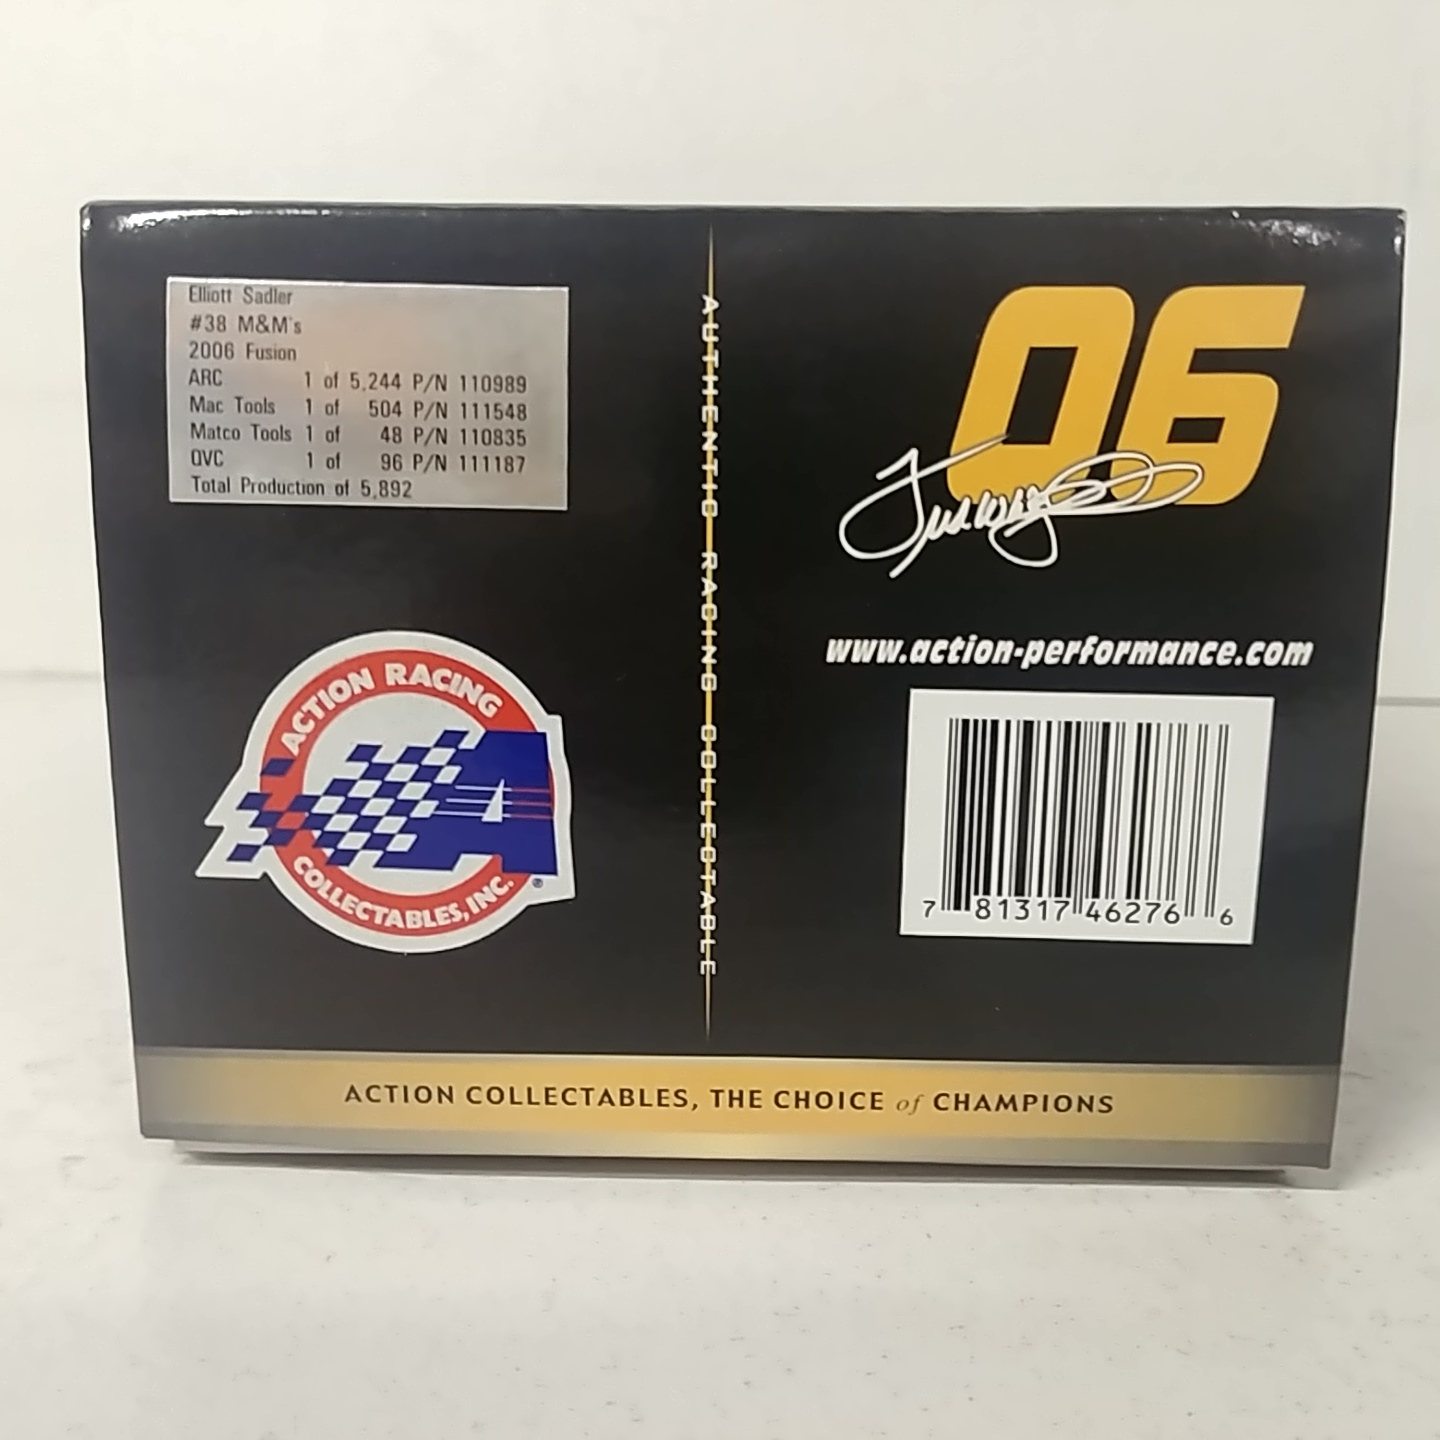 Elliott Sadler
#38 M&M's
2006 Fusion
ARC 1 of 5,244 P/N 110989
Mac Tools 1 of 504 P/N 111548
Matco Tools 1 of 48 P/N 110835
QVC 1 of 96 P/N 111187
Total Production of 5,892
ACTION RACING
COLLECTABLES, INC.
®
AUTHENTIC RACING COLLECTABLE
06
www.action-performance.com
7 81317 46276 6
ACTION COLLECTABLES, THE CHOICE of CHAMPIONS